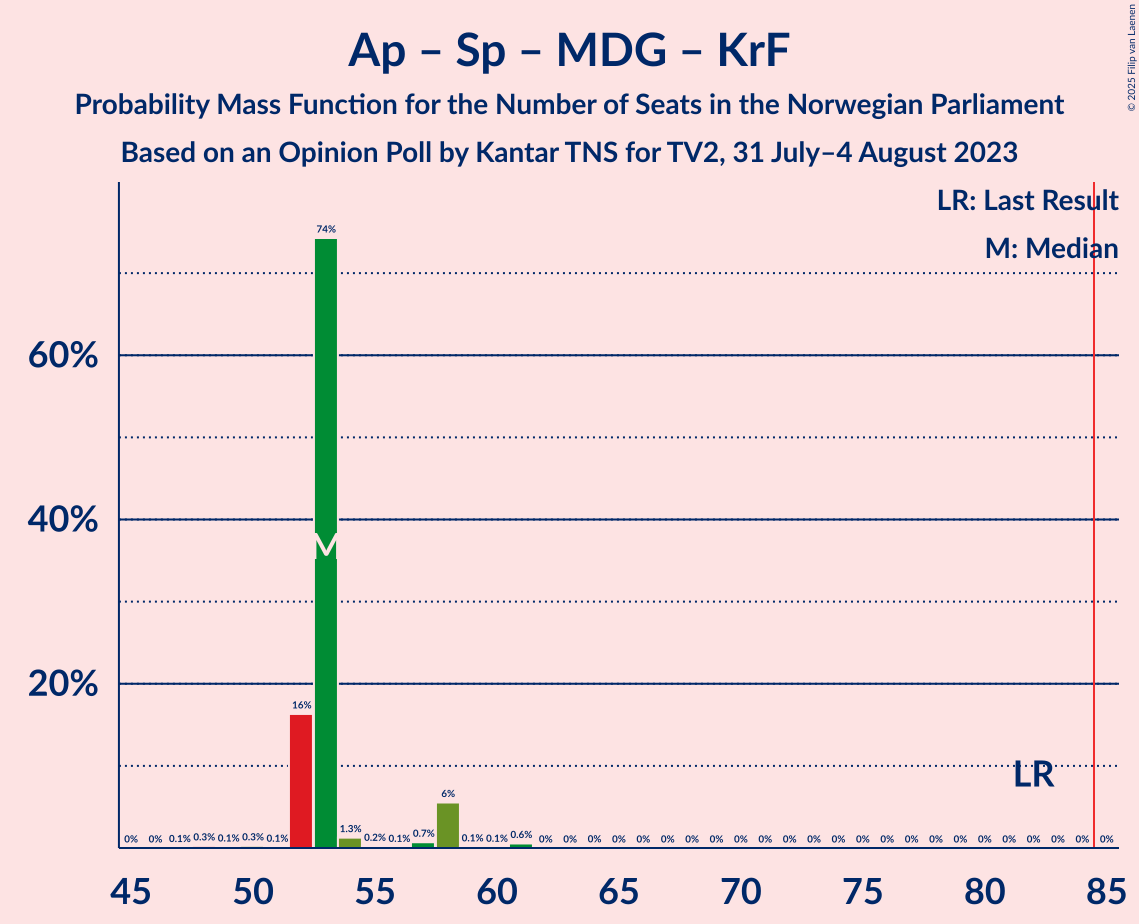 Ap – Sp – MDG – KrF
Probability Mass Function for the Number of Seats in the Norwegian Parliament
Based on an Opinion Poll by Kantar TNS for TV2, 31 July–4 August 2023
© 2025 Filip van Laenen
LR: Last Result
M: Median
74%
60%
40%
M
20%
16%
LR
6%
1.3%
0% 0% 0.1% 0.3% 0.1% 0.3% 0.1% 0.2% 0.1% 0.7% 0.1% 0.1% 0.6% 0% 0% 0% 0% 0% 0% 0% 0% 0% 0% 0% 0% 0% 0% 0% 0% 0% 0% 0% 0% 0% 0% 0% 0%
45 50 55 60 65 70 75 80 85